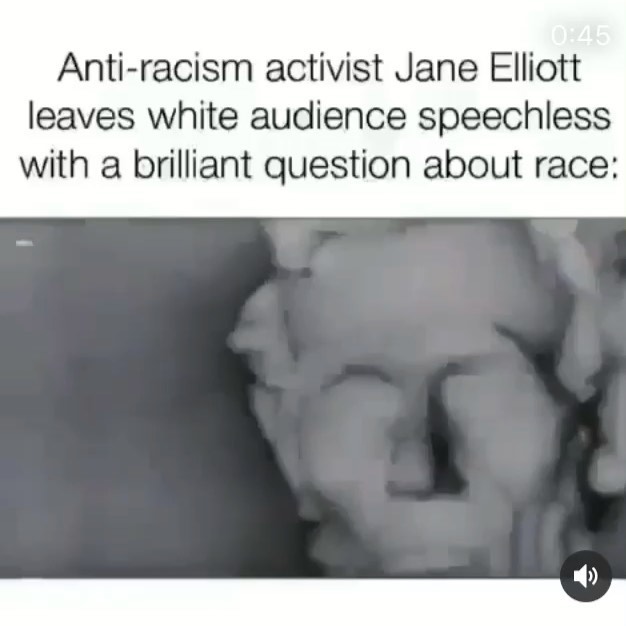 0:45
Anti-racism activist Jane Elliott
leaves white audience speechless
with a brilliant question about race: